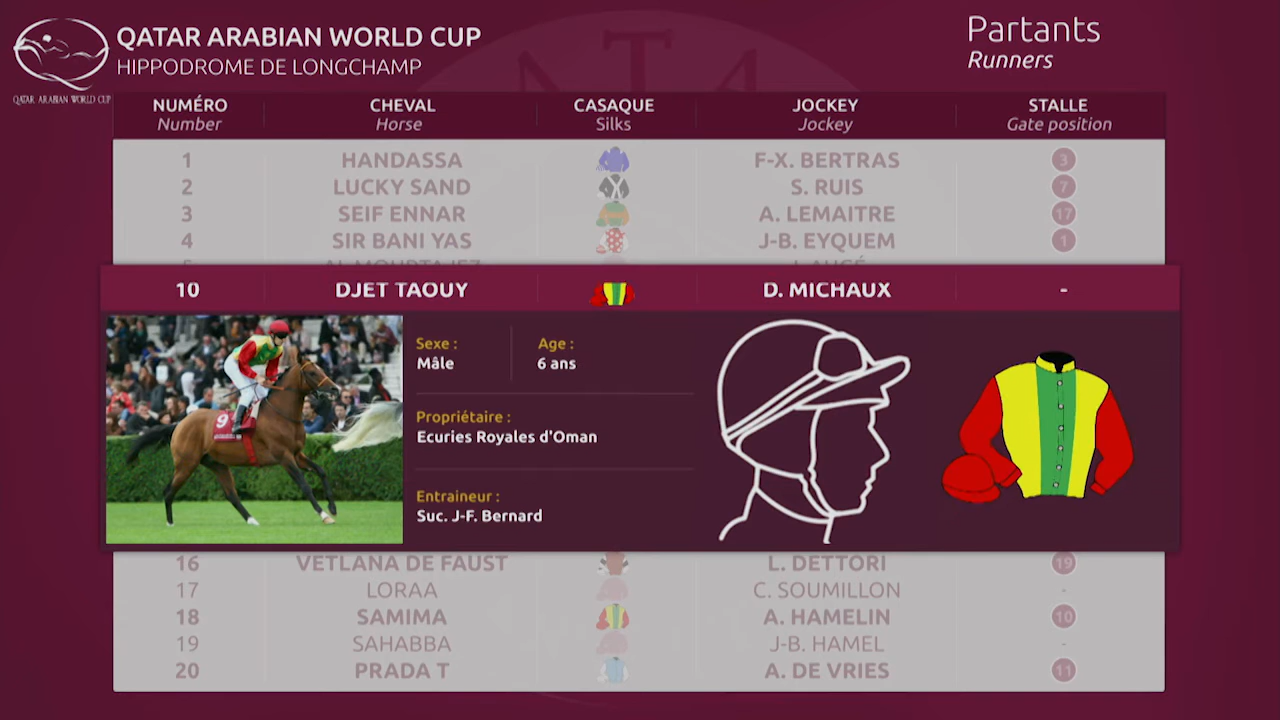 QATAR ARABIAN WORLD CUP
HIPPODROME DE LONGCHAMP
QATAR ARABIAN WORLD CUP
Partants
Runners
NUMÉRO CHEVAL CASAQUE JOCKEY STALLE
Number Horse Silks Jockey Gate position
1 HANDASSA F-X. BERTRAS 3
2 LUCKY SAND S. RUIS 7
3 SEIF ENNAR A. LEMAITRE 17
4 SIR BANI YAS J-B. EYQUEM 1
10 DJET TAOUY D. MICHAUX -
Sexe : Age :
Mâle 6 ans
Propriétaire :
Ecuries Royales d'Oman
Entraineur :
Suc. J-F. Bernard
9
16 VETLANA DE FAUST L. DETTORI 19
17 LORAA C. SOUMILLON -
18 SAMIMA A. HAMELIN 10
19 SAHABBA J-B. HAMEL -
20 PRADA T A. DE VRIES 11